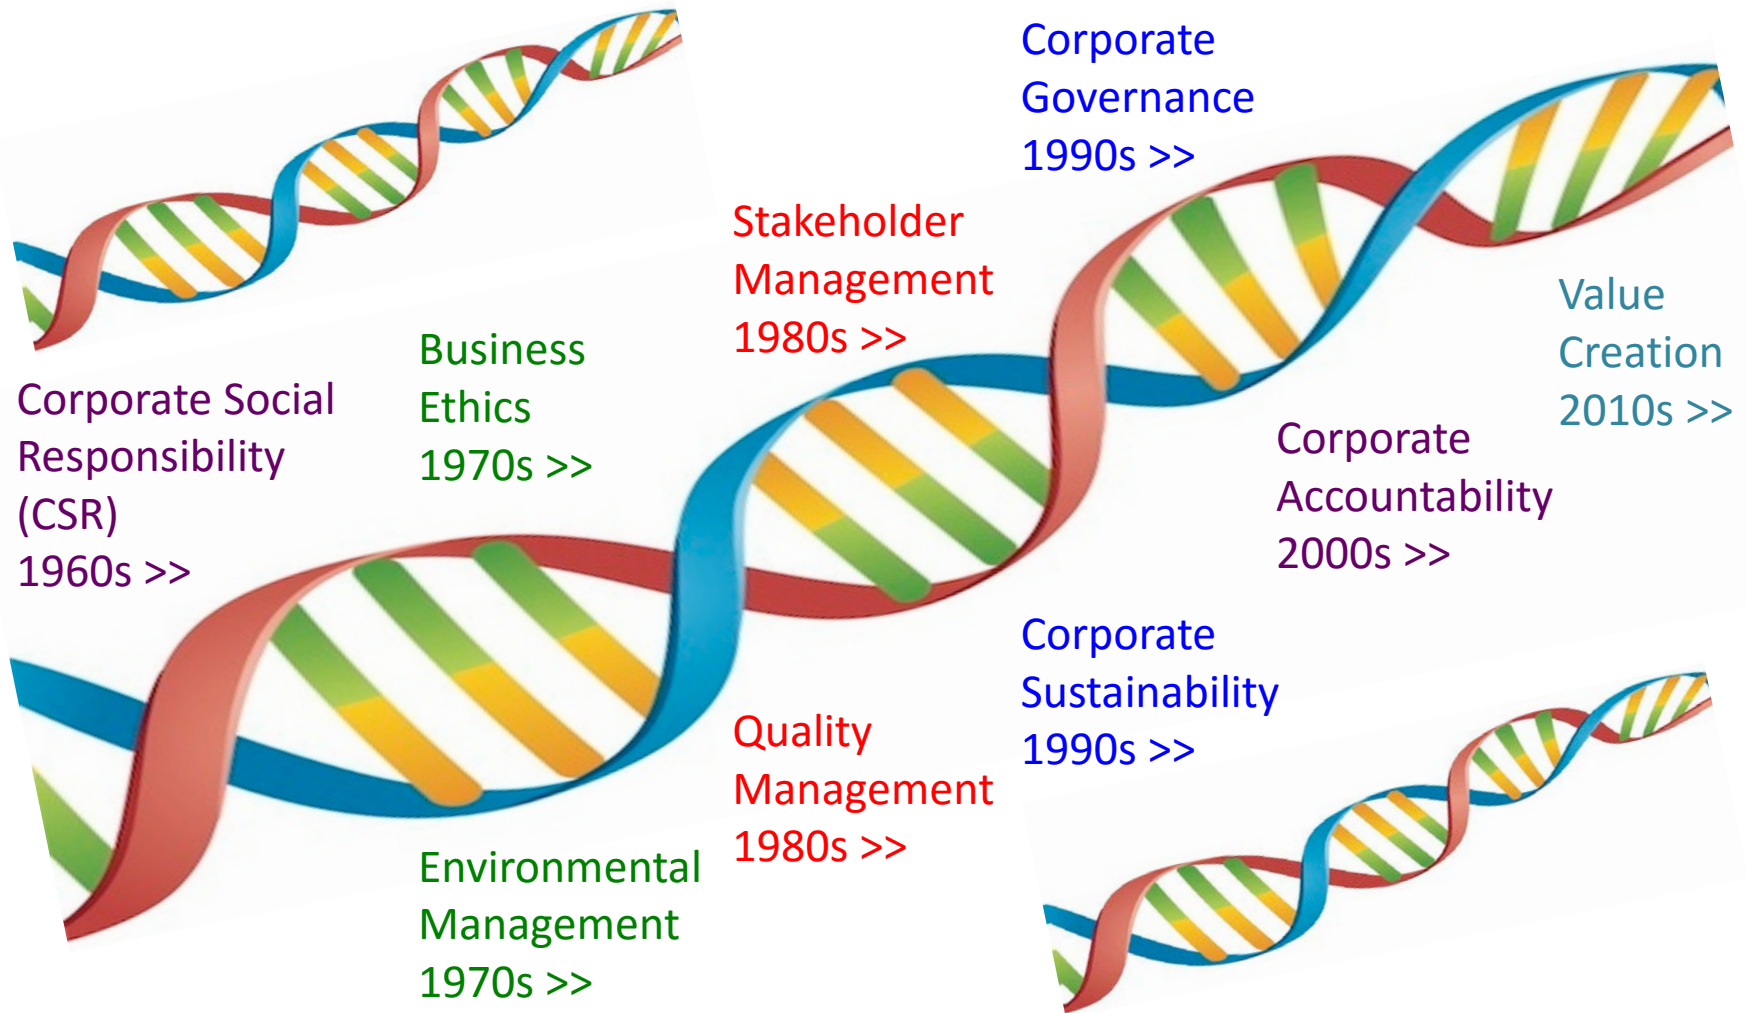 Corporate Social
Responsibility
(CSR)
1960s >>
Business
Ethics
1970s >>
Environmental
Management
1970s >>
Stakeholder
Management
1980s >>
Quality
Management
1980s >>
Corporate
Governance
1990s >>
Corporate
Sustainability
1990s >>
Corporate
Accountability
2000s >>
Value
Creation
2010s >>